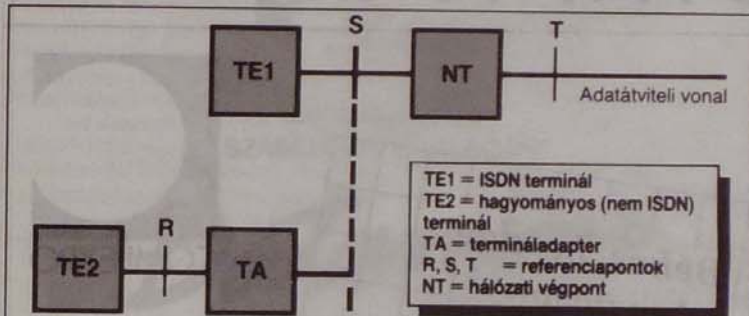 S
T
TE1
NT
Adatátviteli vonal
R
TE2
TA
TE1 = ISDN terminál
TE2 = hagyományos (nem ISDN)
terminál
TA = termináladapter
R, S, T = referenciapontok
NT = hálózati végpont